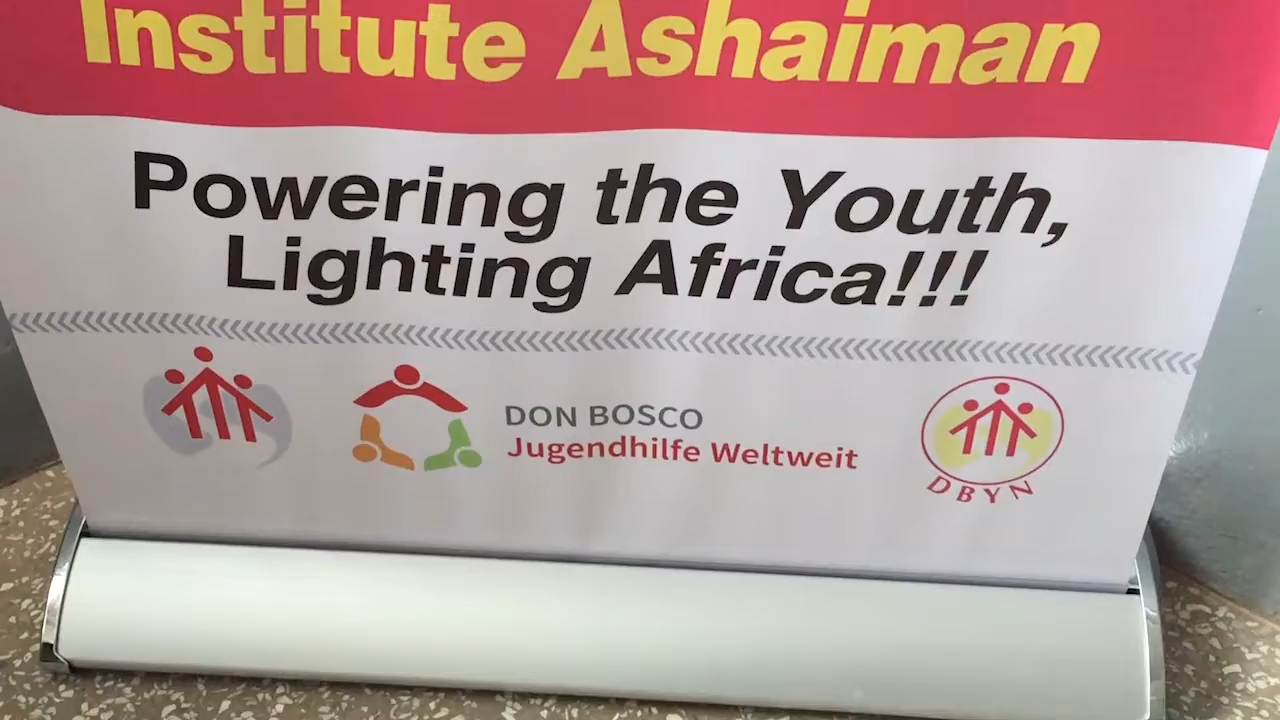 Institute Ashaiman
Powering the Youth,
Lighting Africa!!!
DON BOSCO
Jugendhilfe Weltweit
DBYN